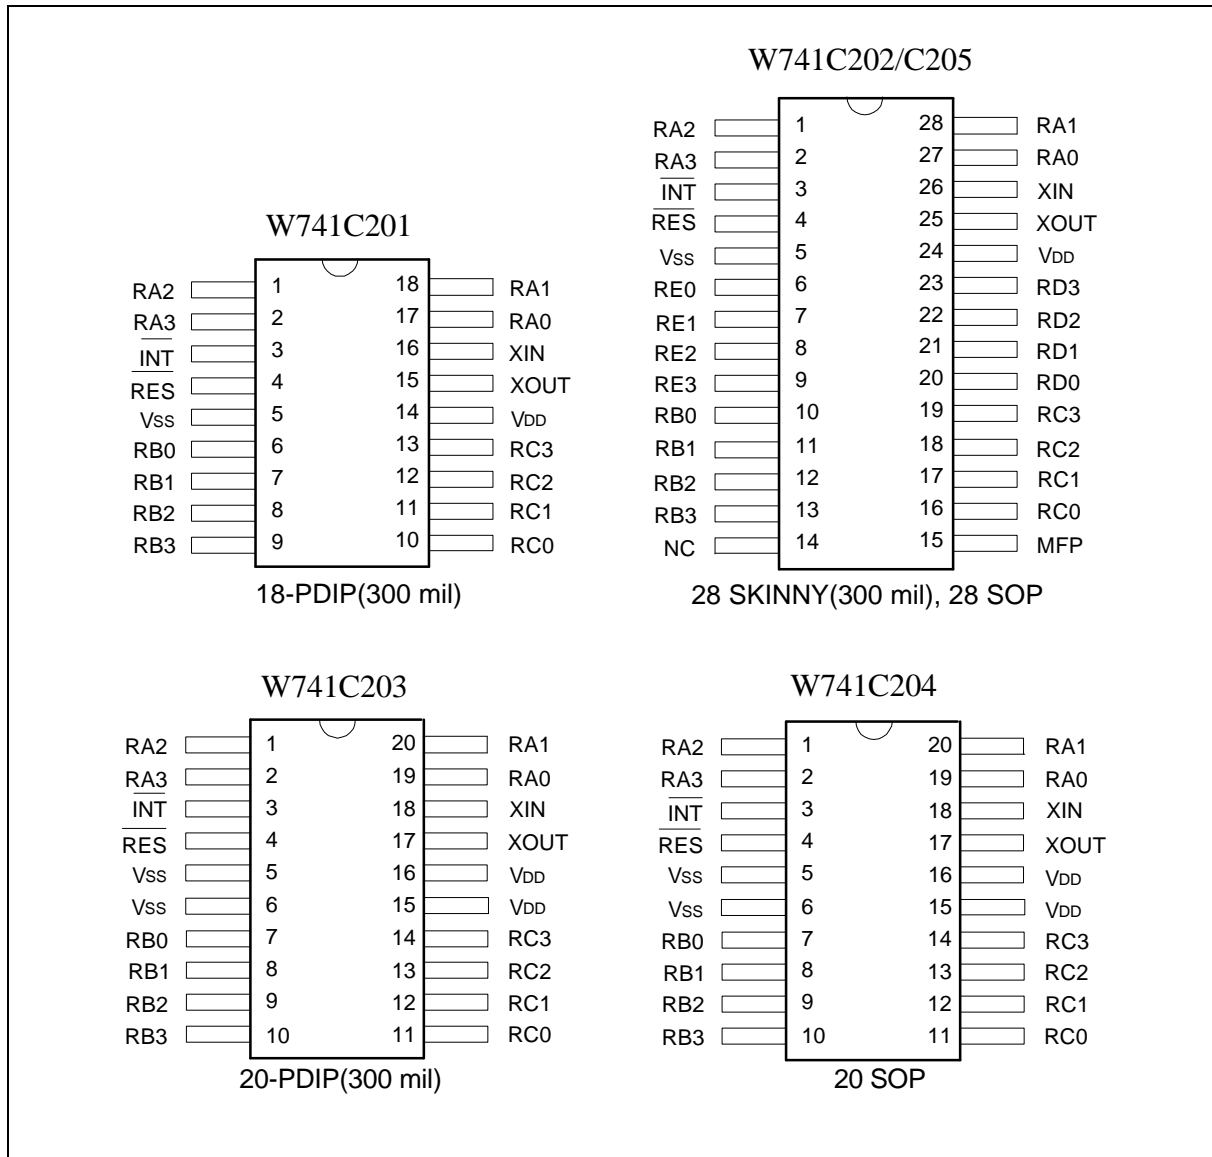 W741C201
RA2 1 18 RA1
RA3 2 17 RA0
INT 3 16 XIN
RES 4 15 XOUT
VSS 5 14 VDD
RB0 6 13 RC3
RB1 7 12 RC2
RB2 8 11 RC1
RB3 9 10 RC0
18-PDIP(300 mil)
W741C202/C205
RA2 1 28 RA1
RA3 2 27 RA0
INT 3 26 XIN
RES 4 25 XOUT
VSS 5 24 VDD
RE0 6 23 RD3
RE1 7 22 RD2
RE2 8 21 RD1
RE3 9 20 RD0
RB0 10 19 RC3
RB1 11 18 RC2
RB2 12 17 RC1
RB3 13 16 RC0
NC 14 15 MFP
28 SKINNY(300 mil), 28 SOP
W741C203
RA2 1 20 RA1
RA3 2 19 RA0
INT 3 18 XIN
RES 4 17 XOUT
VSS 5 16 VDD
VSS 6 15 VDD
RB0 7 14 RC3
RB1 8 13 RC2
RB2 9 12 RC1
RB3 10 11 RC0
20-PDIP(300 mil)
W741C204
RA2 1 20 RA1
RA3 2 19 RA0
INT 3 18 XIN
RES 4 17 XOUT
VSS 5 16 VDD
VSS 6 15 VDD
RB0 7 14 RC3
RB1 8 13 RC2
RB2 9 12 RC1
RB3 10 11 RC0
20 SOP